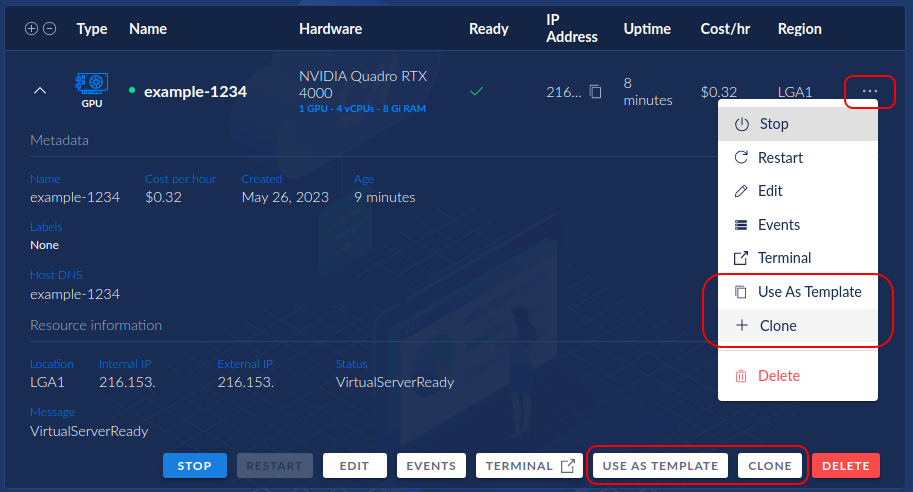 Type Name Hardware Ready IP Address Uptime Cost/hr Region
GPU
example-1234
NVIDIA Quadro RTX 4000
1 GPU - 4 vCPUs - 8 Gi RAM
216...
8 minutes
$0.32
LGA1
...
Stop
Restart
Edit
Events
Terminal
Use As Template
Clone
Delete
Metadata
Name Cost per hour Created Age
example-1234 $0.32 May 26, 2023 9 minutes
Labels
None
Host DNS
example-1234
Resource information
Location Internal IP External IP Status
LGA1 216.153. 216.153. VirtualServerReady
Message
VirtualServerReady
STOP RESTART EDIT EVENTS TERMINAL USE AS TEMPLATE CLONE DELETE